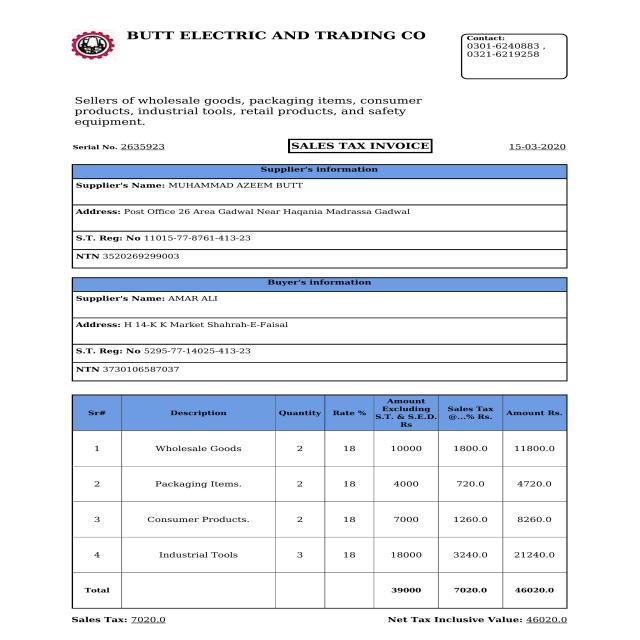 BUTT ELECTRIC AND TRADING CO
Contact:
0301-6240883 ,
0321-6219258
Sellers of wholesale goods, packaging items, consumer
products, industrial tools, retail products, and safety
equipment.
Serial No. 2635923 SALES TAX INVOICE 15-03-2020
Supplier's information
Supplier's Name: MUHAMMAD AZEEM BUTT
Address: Post Office 26 Area Gadwal Near Haqania Madrassa Gadwal
S.T. Reg: No 11015-77-8761-413-23
NTN 3520269299003
Buyer's information
Supplier's Name: AMAR ALI
Address: H 14-K K Market Shahrah-E-Faisal
S.T. Reg: No 5295-77-14025-413-23
NTN 3730106587037
Sr# Description Quantity Rate % Amount Excluding S.T. & S.E.D. Rs Sales Tax @...% Rs. Amount Rs.
1 Wholesale Goods 2 18 10000 1800.0 11800.0
2 Packaging Items. 2 18 4000 720.0 4720.0
3 Consumer Products. 2 18 7000 1260.0 8260.0
4 Industrial Tools 3 18 18000 3240.0 21240.0
Total 39000 7020.0 46020.0
Sales Tax: 7020.0 Net Tax Inclusive Value: 46020.0